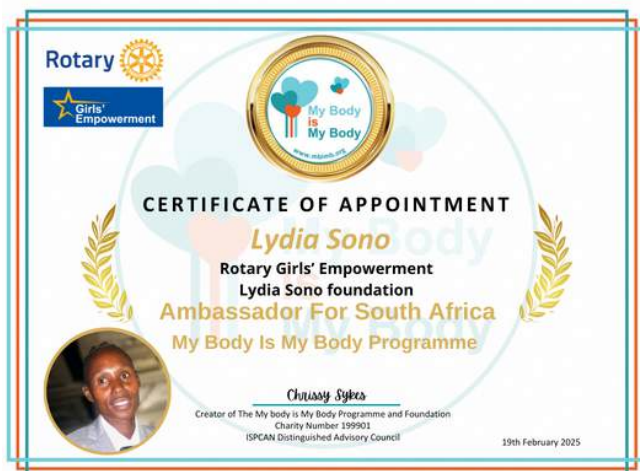 Rotary
Girls'
Empowerment
My Body
is
My Body
www.mbimb.org
CERTIFICATE OF APPOINTMENT
Lydia Sono
Rotary Girls' Empowerment
Lydia Sono foundation
Ambassador For South Africa
My Body Is My Body Programme
Chrissy Sykes
Creator of The My body is My Body Programme and Foundation
Charity Number 199901
ISPCAN Distinguished Advisory Council
19th February 2025